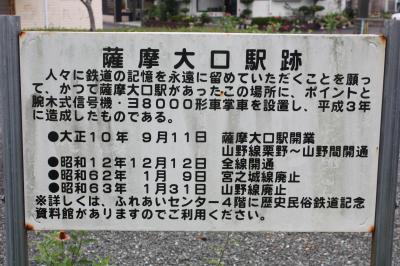 薩摩大口駅跡
人々に鉄道の記憶を永遠に留めていただくことを願っ
て、かつて薩摩大口駅があったこの場所に、ポイントと
腕木式信号機・ヨ8000形車掌車を設置し、平成3年
に造成したものである。
●大正10年 9月11日 薩摩大口駅開業
山野線栗野~山野間開通
●昭和12年12月12日 全線開通
●昭和62年 1月 9日 宮之城線廃止
●昭和63年 1月31日 山野線廃止
※詳しくは、ふれあいセンター4階に歴史民俗鉄道記念
資料館がありますのでご利用ください。